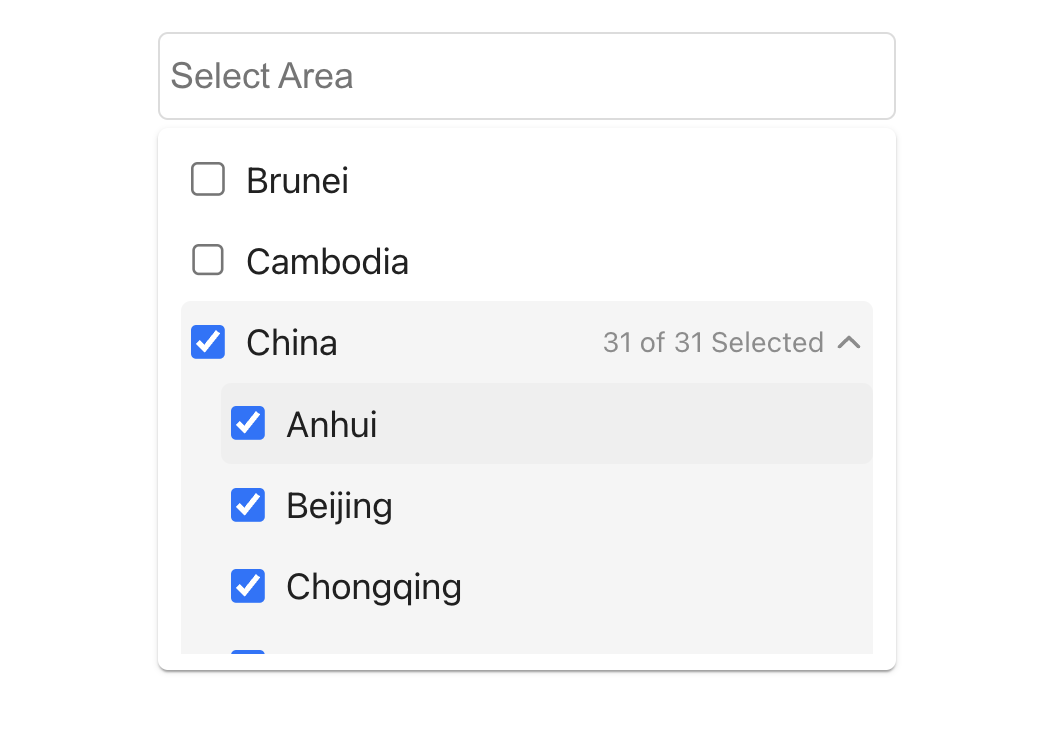 Select Area
Brunei
Cambodia
China 31 of 31 Selected
Anhui
Beijing
Chongqing